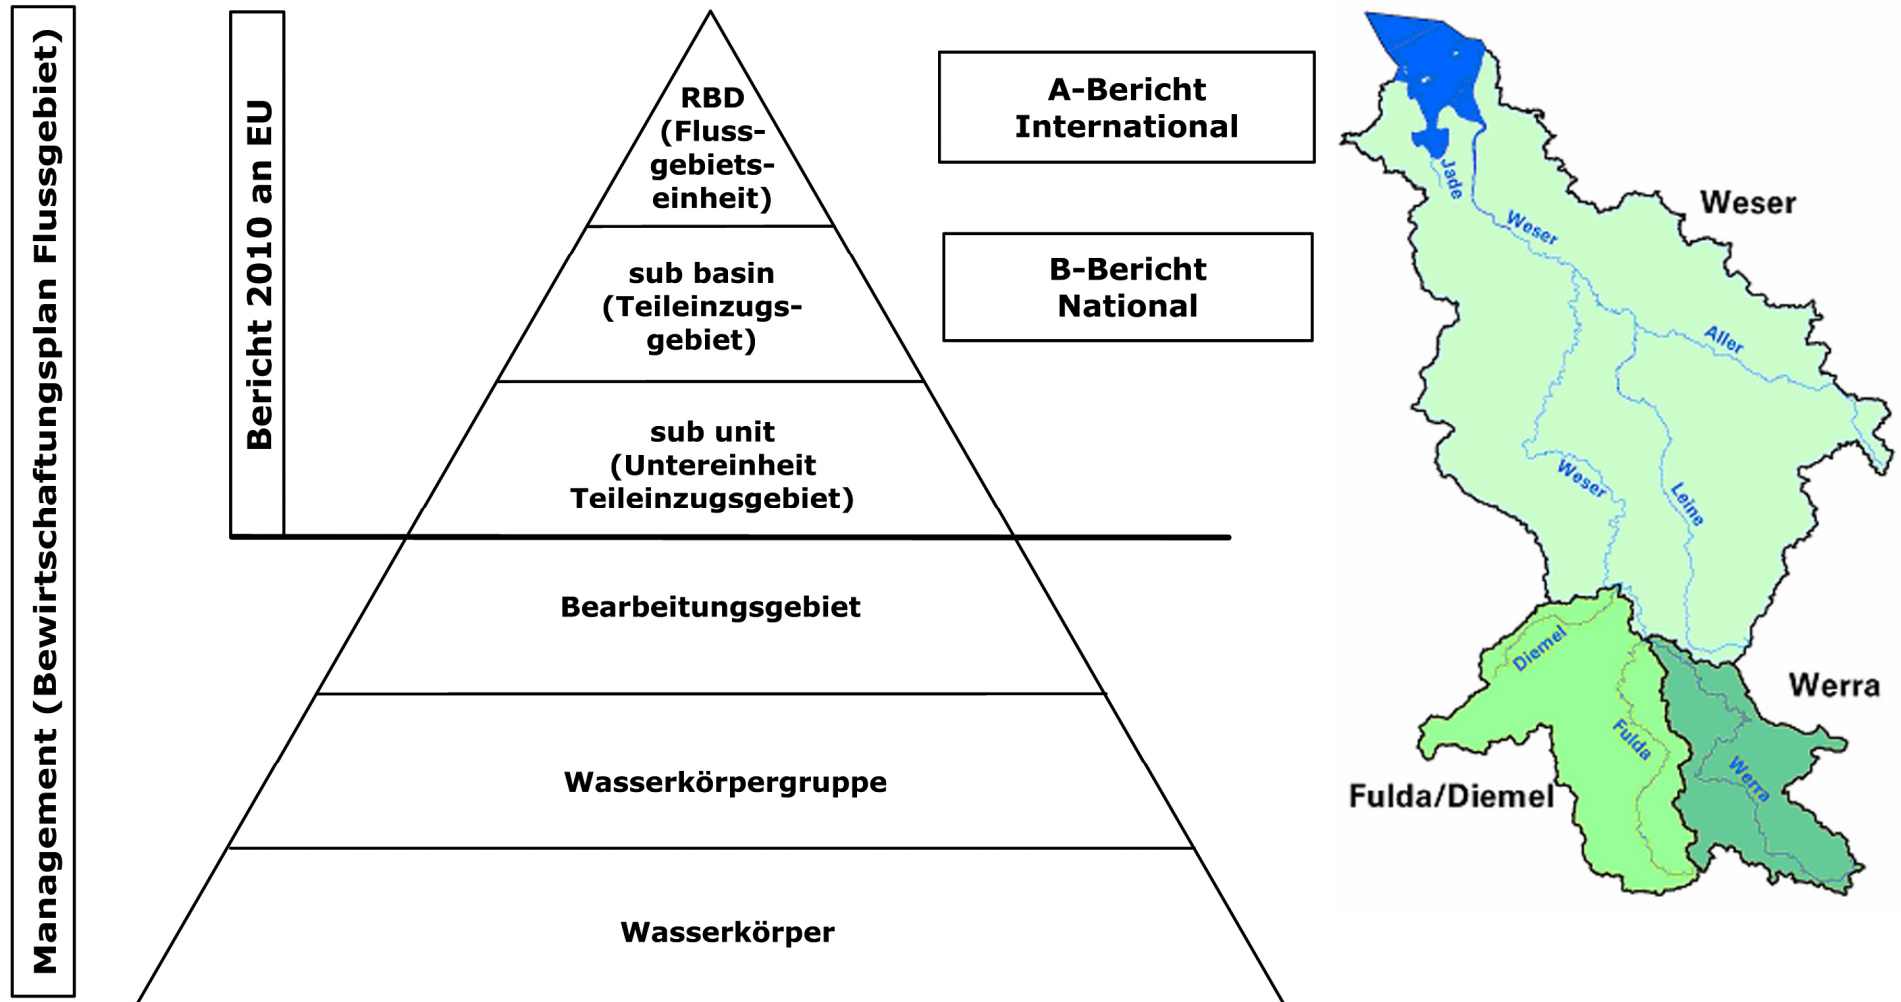 Management (Bewirtschaftungsplan Flussgebiet)
Bericht 2010 an EU
RBD
(Fluss-
gebiets-
einheit)
sub basin
(Teileinzugs-
gebiet)
sub unit
(Untereinheit
Teileinzugsgebiet)
Bearbeitungsgebiet
Wasserkörpergruppe
Wasserkörper
A-Bericht
International
B-Bericht
National
Jade
Weser
Weser
Aller
Weser
Leine
Diemel
Fulda
Werra
Werra
Fulda/Diemel